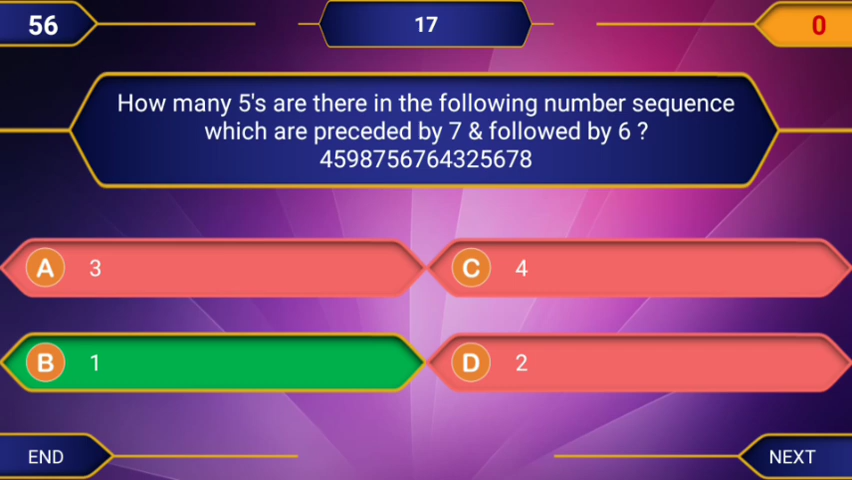 56
17
0
How many 5's are there in the following number sequence
which are preceded by 7 & followed by 6 ?
4598756764325678
A 3
C 4
B 1
D 2
END
NEXT